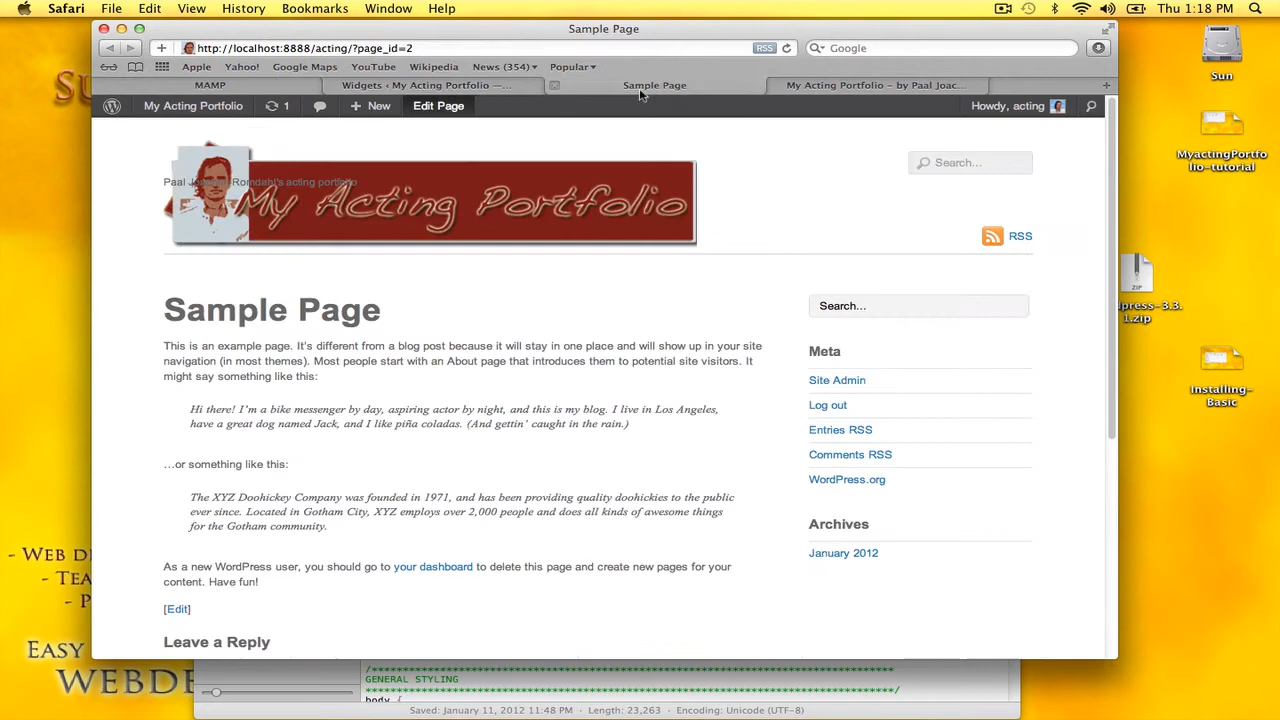 Safari File Edit View History Bookmarks Window Help Thu 1:18 PM
Sample Page
http://localhost:8888/acting/?page_id=2 RSS Google
Apple Yahoo! Google Maps YouTube Wikipedia News (354) Popular
MAMP Widgets ‹ My Acting Portfolio —... Sample Page My Acting Portfolio - by Paal Joac...
My Acting Portfolio 1 + New Edit Page Howdy, acting
Search...
My Acting Portfolio
RSS
Sample Page
Search...
This is an example page. It's different from a blog post because it will stay in one place and will show up in your site
navigation (in most themes). Most people start with an About page that introduces them to potential site visitors. It
might say something like this:
Hi there! I'm a bike messenger by day, aspiring actor by night, and this is my blog. I live in Los Angeles,
have a great dog named Jack, and I like piña coladas. (And gettin' caught in the rain.)
…or something like this:
The XYZ Doohickey Company was founded in 1971, and has been providing quality doohickies to the public
ever since. Located in Gotham City, XYZ employs over 2,000 people and does all kinds of awesome things
for the Gotham community.
As a new WordPress user, you should go to your dashboard to delete this page and create new pages for your
content. Have fun!
[Edit]
Leave a Reply
Meta
Site Admin
Log out
Entries RSS
Comments RSS
WordPress.org
Archives
January 2012
Sun
MyactingPortfo
lio-tutorial
ZIP
dpress-3.3.
1.zip
Installing-
Basic
- Web de
- Tea
- P
Easy
WEBDE
/**************************************************************************************
GENERAL STYLING
***************************************************************************************/
body {
Saved: January 11, 2012 11:48 PM Length: 23,263 Encoding: Unicode (UTF-8)